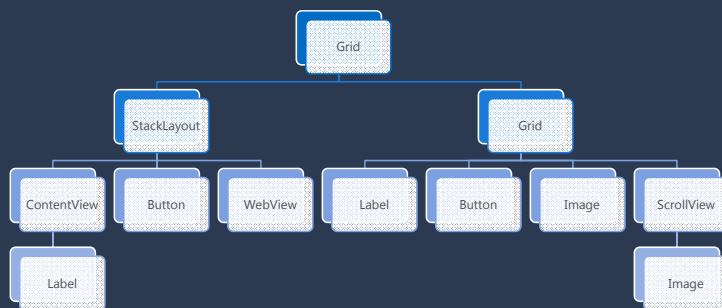 Grid
StackLayout
Grid
ContentView
Button
WebView
Label
Button
Image
ScrollView
Label
Image